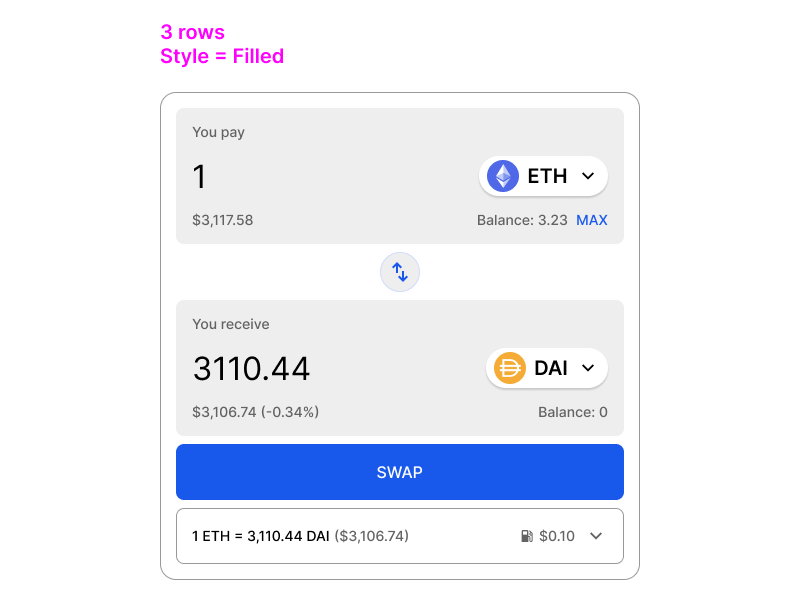 3 rows
Style = Filled
You pay
1
ETH
$3,117.58
Balance: 3.23 MAX
You receive
3110.44
DAI
$3,106.74 (-0.34%)
Balance: 0
SWAP
1 ETH = 3,110.44 DAI ($3,106.74)
$0.10